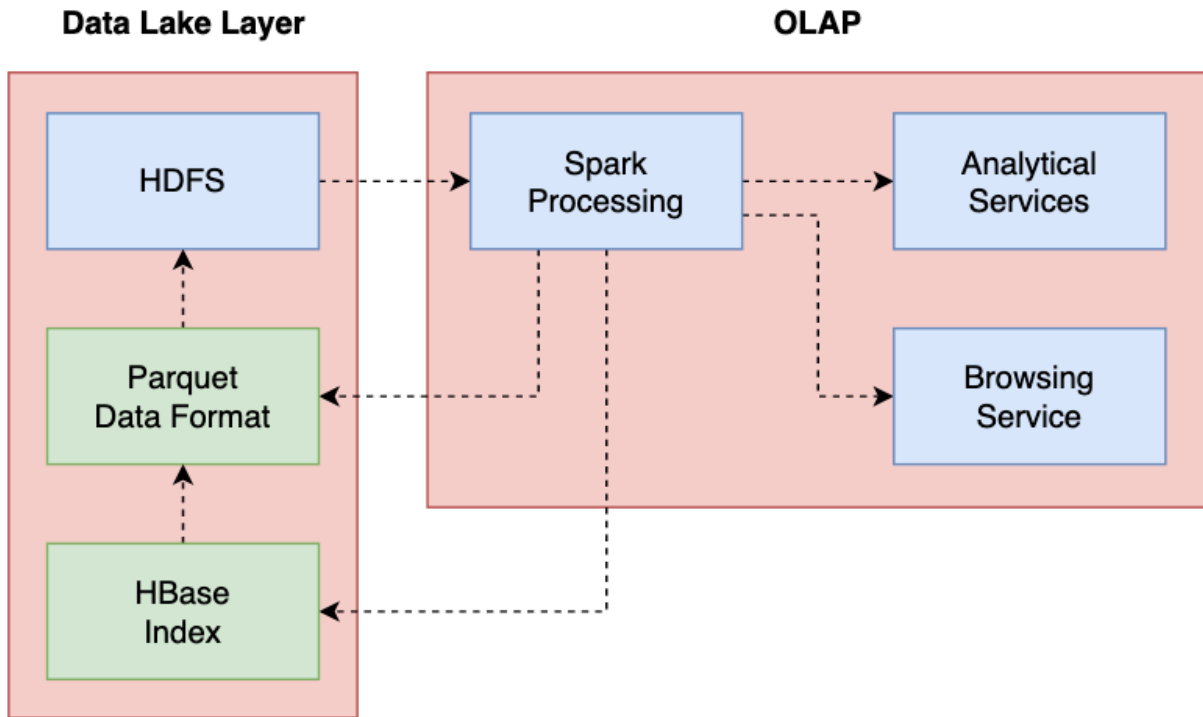 Data Lake Layer
OLAP
HDFS
Spark
Processing
Analytical
Services
Parquet
Data Format
Browsing
Service
HBase
Index